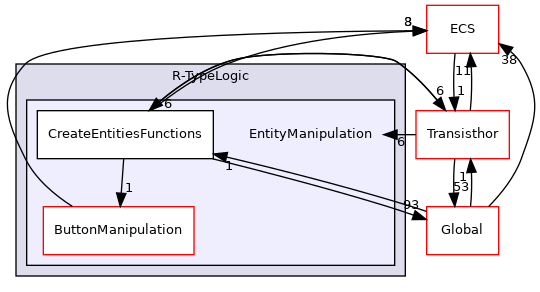 8
ECS
38
R-TypeLogic
11
6
6
1
CreateEntitiesFunctions
EntityManipulation
Transisthor
6
1
1
1
53
93
ButtonManipulation
Global